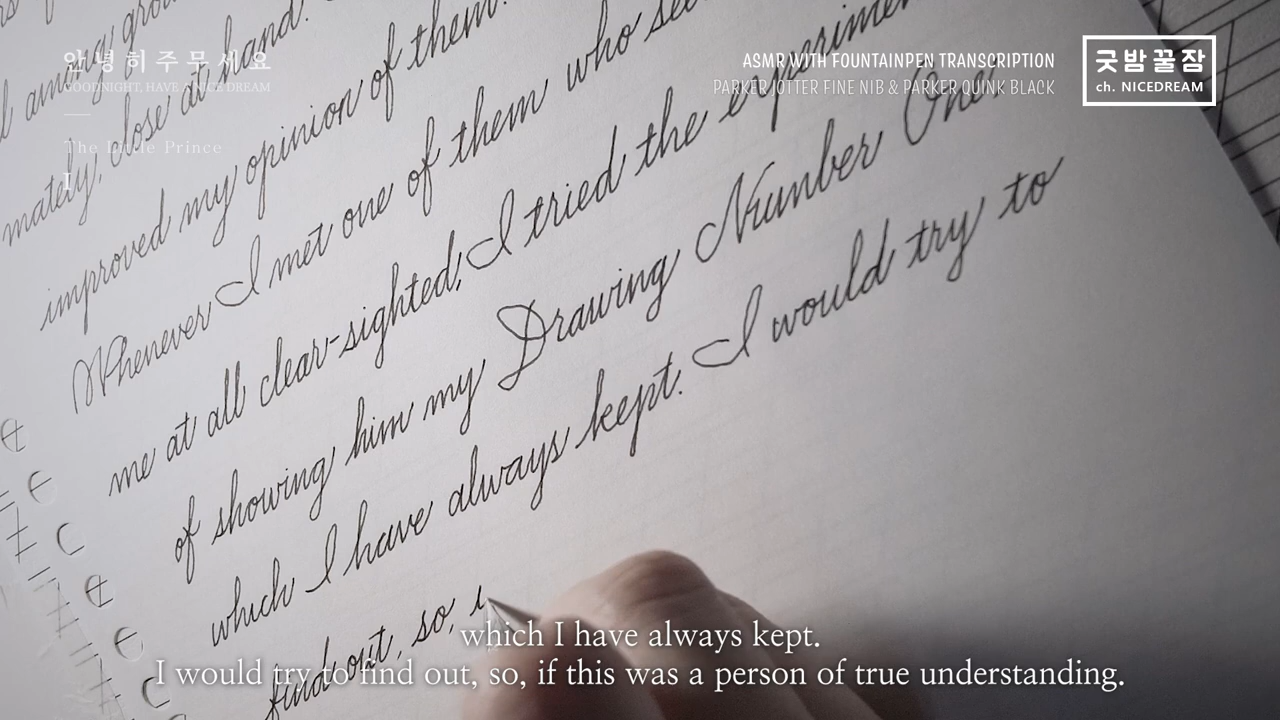 안녕히주무세요
GOODNIGHT, HAVE A NICE DREAM
The Little Prince
I
ASMR WITH FOUNTAINPEN TRANSCRIPTION
PARKER JOTTER FINE NIB & PARKER QUINK BLACK
굿밤꿀잠
ch. NICEDREAM
among
mately, close at hand.
improved my opinion of them.
Whenever I met one of them who
me at all clear-sighted, I tried the
of showing him my Drawing Number One,
which I have always kept. I would try to
find out, so, i
which I have always kept.
I would try to find out, so, if this was a person of true understanding.